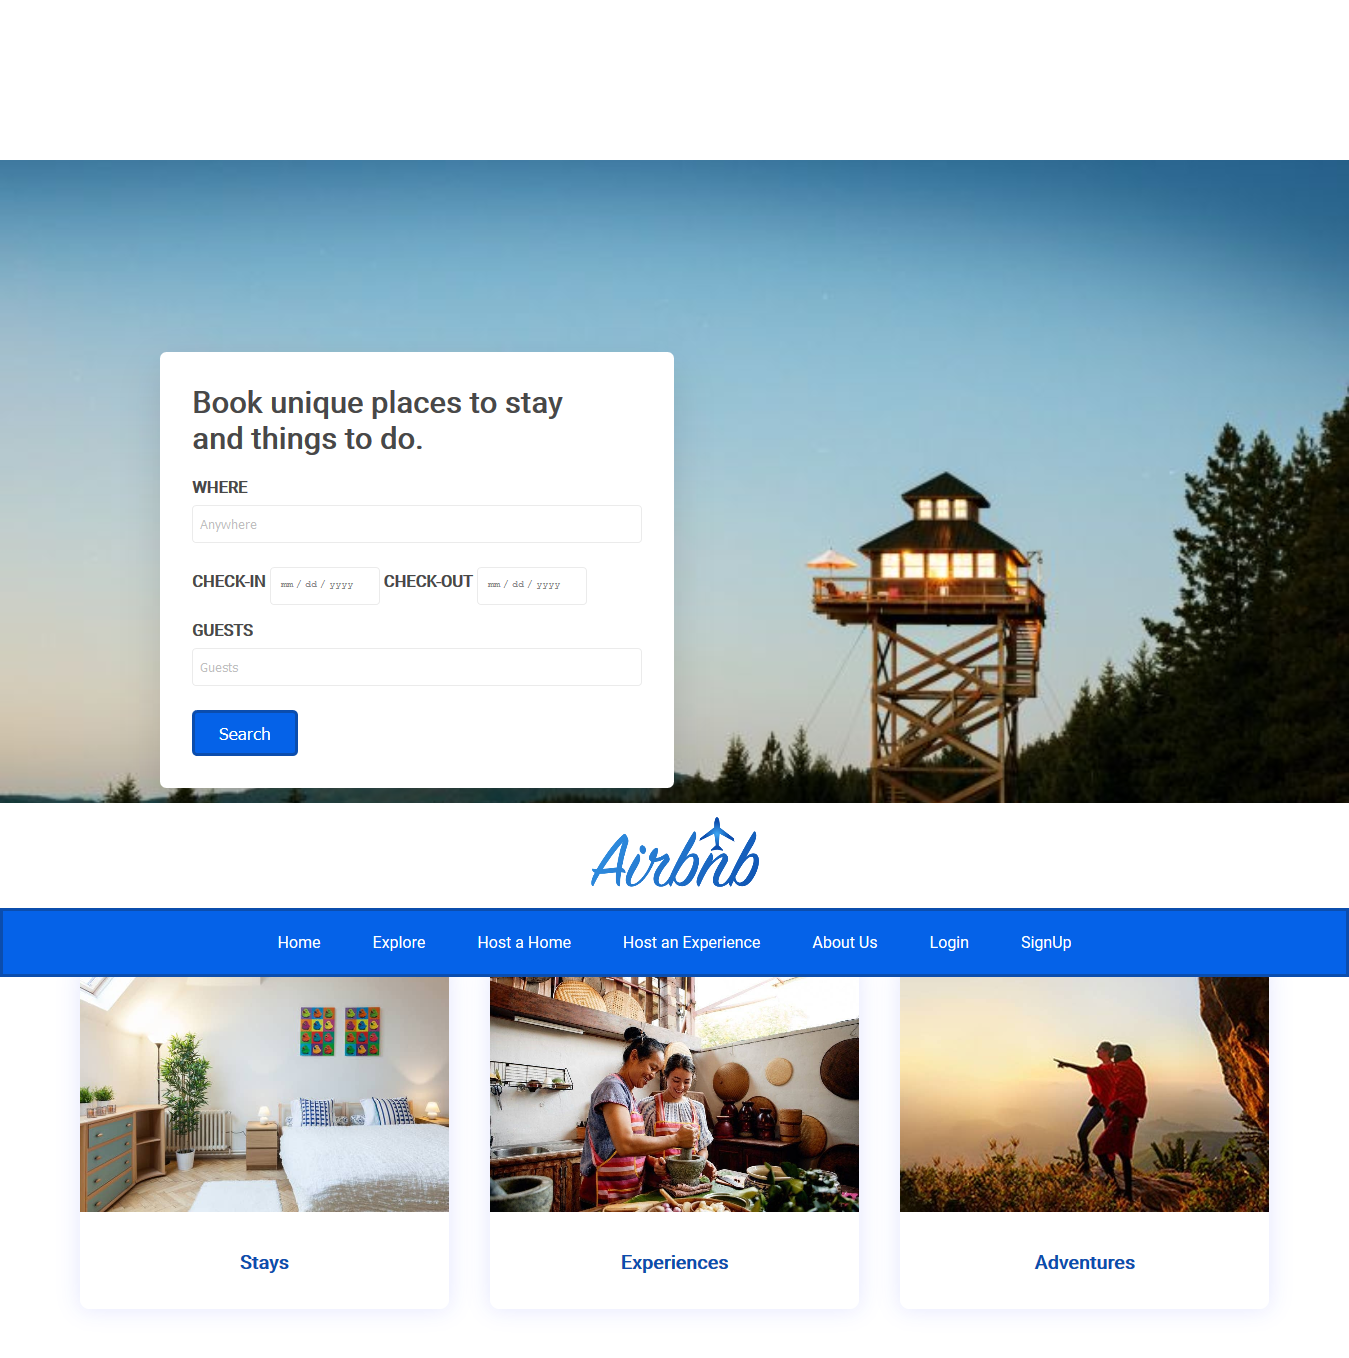 Book unique places to stay
and things to do.
WHERE
Anywhere
CHECK-IN mm / dd / yyyy CHECK-OUT mm / dd / yyyy
GUESTS
Guests
Search
Airbnb
Home Explore Host a Home Host an Experience About Us Login SignUp
Stays Experiences Adventures